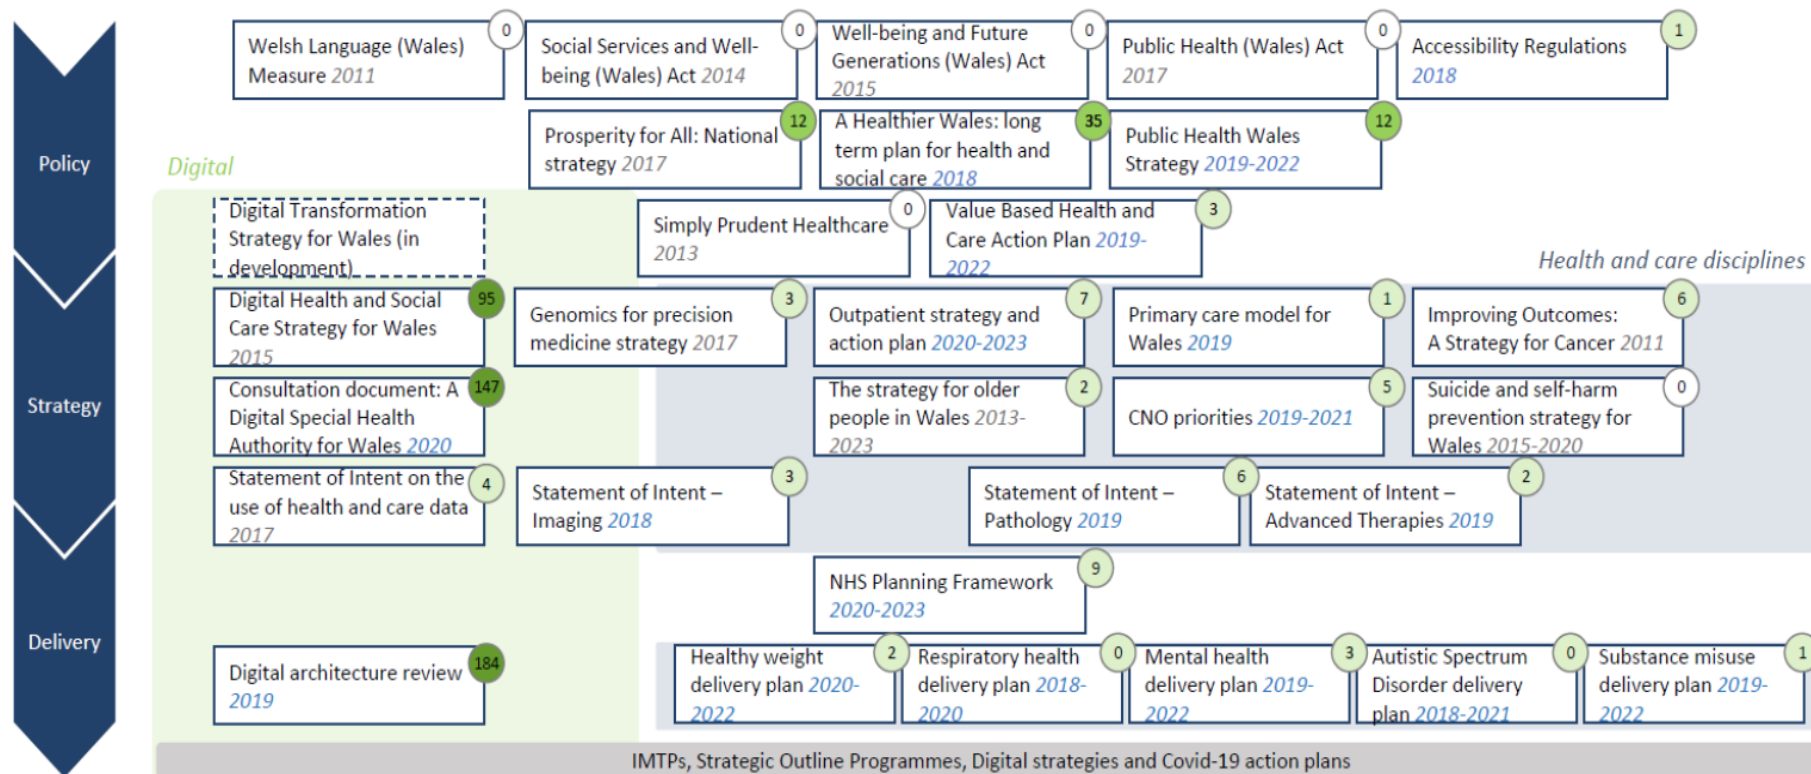 Welsh Language (Wales)
Measure 2011
0
Social Services and Well-
being (Wales) Act 2014
0
Well-being and Future
Generations (Wales) Act
2015
0
Public Health (Wales) Act
2017
0
Accessibility Regulations
2018
1
Policy
Prosperity for All: National
strategy 2017
12
A Healthier Wales: long
term plan for health and
social care 2018
35
Public Health Wales
Strategy 2019-2022
12
Digital
Digital Transformation
Strategy for Wales (in
development)
Simply Prudent Healthcare
2013
0
Value Based Health and
Care Action Plan 2019-
2022
3
Health and care disciplines
Digital Health and Social
Care Strategy for Wales
2015
95
Genomics for precision
medicine strategy 2017
3
Outpatient strategy and
action plan 2020-2023
7
Primary care model for
Wales 2019
1
Improving Outcomes:
A Strategy for Cancer 2011
6
Strategy
Consultation document: A
Digital Special Health
Authority for Wales 2020
147
The strategy for older
people in Wales 2013-
2023
2
CNO priorities 2019-2021
5
Suicide and self-harm
prevention strategy for
Wales 2015-2020
0
Statement of Intent on the
use of health and care data
2017
4
Statement of Intent –
Imaging 2018
3
Statement of Intent –
Pathology 2019
6
Statement of Intent –
Advanced Therapies 2019
2
NHS Planning Framework
2020-2023
9
Delivery
Digital architecture review
2019
184
Healthy weight
delivery plan 2020-
2022
2
Respiratory health
delivery plan 2018-
2020
0
Mental health
delivery plan 2019-
2022
3
Autistic Spectrum
Disorder delivery
plan 2018-2021
0
Substance misuse
delivery plan 2019-
2022
1
IMTPs, Strategic Outline Programmes, Digital strategies and Covid-19 action plans